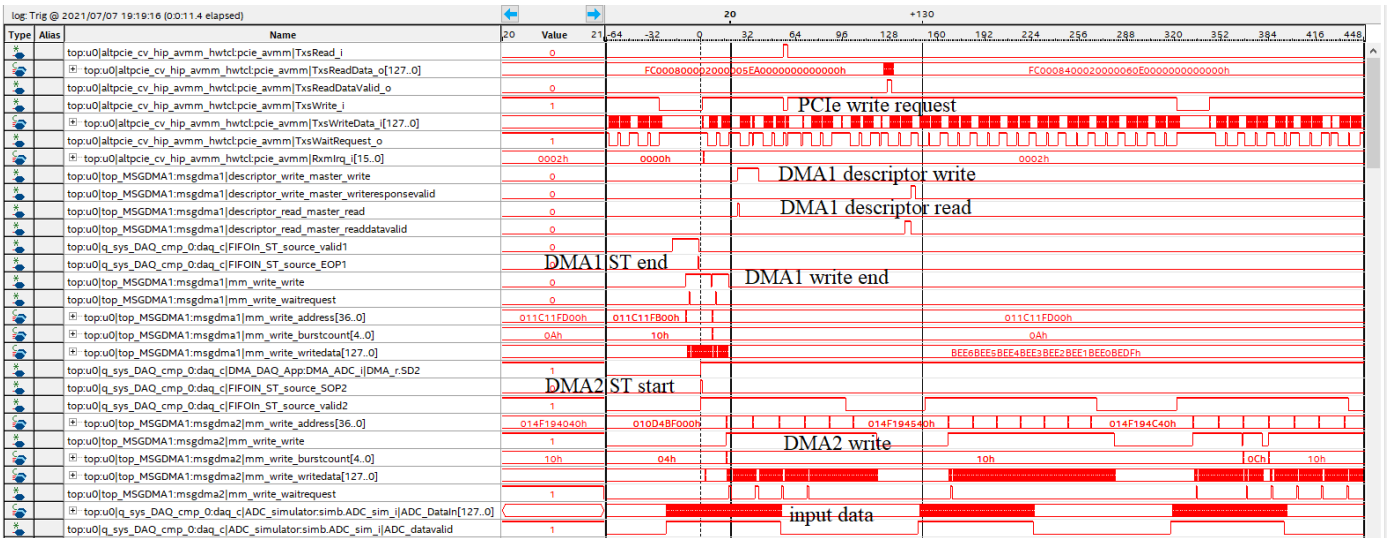 log: Trig @ 2021/07/07 19:19:16 (0:0:11.4 elapsed) 20 +130
Type Alias Name 20 Value 21 -64 -32 0 32 64 96 128 160 192 224 256 288 320 352 384 416 448
top:u0|altpcie_cv_hip_avmm_hwtcl:pcie_avmm|TxsRead_i 0
top:u0|altpcie_cv_hip_avmm_hwtcl:pcie_avmm|TxsReadData_o[127..0] FC000800002000005EA0000000000000h FC0008400020000060E0000000000000h
top:u0|altpcie_cv_hip_avmm_hwtcl:pcie_avmm|TxsReadDataValid_o 0
top:u0|altpcie_cv_hip_avmm_hwtcl:pcie_avmm|TxsWrite_i 1 PCIe write request
top:u0|altpcie_cv_hip_avmm_hwtcl:pcie_avmm|TxsWriteData_i[127..0]
top:u0|altpcie_cv_hip_avmm_hwtcl:pcie_avmm|TxsWaitRequest_o 1
top:u0|altpcie_cv_hip_avmm_hwtcl:pcie_avmm|RxmIrq_i[15..0] 0002h 0000h 0002h
top:u0|top_MSGDMA1:msgdma1|descriptor_write_master_write 0 DMA1 descriptor write
top:u0|top_MSGDMA1:msgdma1|descriptor_write_master_writeresponsevalid 0
top:u0|top_MSGDMA1:msgdma1|descriptor_read_master_read 0 DMA1 descriptor read
top:u0|top_MSGDMA1:msgdma1|descriptor_read_master_readdatavalid 0
top:u0|q_sys_DAQ_cmp_0:daq_c|FIFOIn_ST_source_valid1 0
top:u0|q_sys_DAQ_cmp_0:daq_c|FIFOIn_ST_source_EOP1 0 DMA1 ST end
top:u0|top_MSGDMA1:msgdma1|mm_write_write 0 DMA1 write end
top:u0|top_MSGDMA1:msgdma1|mm_write_waitrequest 0
top:u0|top_MSGDMA1:msgdma1|mm_write_address[36..0] 011C11FD00h 011C11FB00h 011C11FD00h
top:u0|top_MSGDMA1:msgdma1|mm_write_burstcount[4..0] 0Ah 10h 0Ah
top:u0|top_MSGDMA1:msgdma1|mm_write_writedata[127..0] BEE6BEE5BEE4BEE3BEE2BEE1BEE0BEDFh
top:u0|q_sys_DAQ_cmp_0:daq_c|DMA_DAQ_App:DMA_ADC_i|DMA_r.SD2 1
top:u0|q_sys_DAQ_cmp_0:daq_c|FIFOIn_ST_source_SOP2 0 DMA2 ST start
top:u0|q_sys_DAQ_cmp_0:daq_c|FIFOIn_ST_source_valid2 1
top:u0|top_MSGDMA2:msgdma2|mm_write_address[36..0] 014F194040h 010D4BF000h 014F194540h 014F194C40h
top:u0|top_MSGDMA2:msgdma2|mm_write_write 1 DMA2 write
top:u0|top_MSGDMA2:msgdma2|mm_write_burstcount[4..0] 10h 04h 10h 0Ch 10h
top:u0|top_MSGDMA2:msgdma2|mm_write_writedata[127..0]
top:u0|top_MSGDMA2:msgdma2|mm_write_waitrequest 1
top:u0|q_sys_DAQ_cmp_0:daq_c|ADC_simulator:simb.ADC_sim_i|ADC_DataIn[127..0] input data
top:u0|q_sys_DAQ_cmp_0:daq_c|ADC_simulator:simb.ADC_sim_i|ADC_datavalid 1